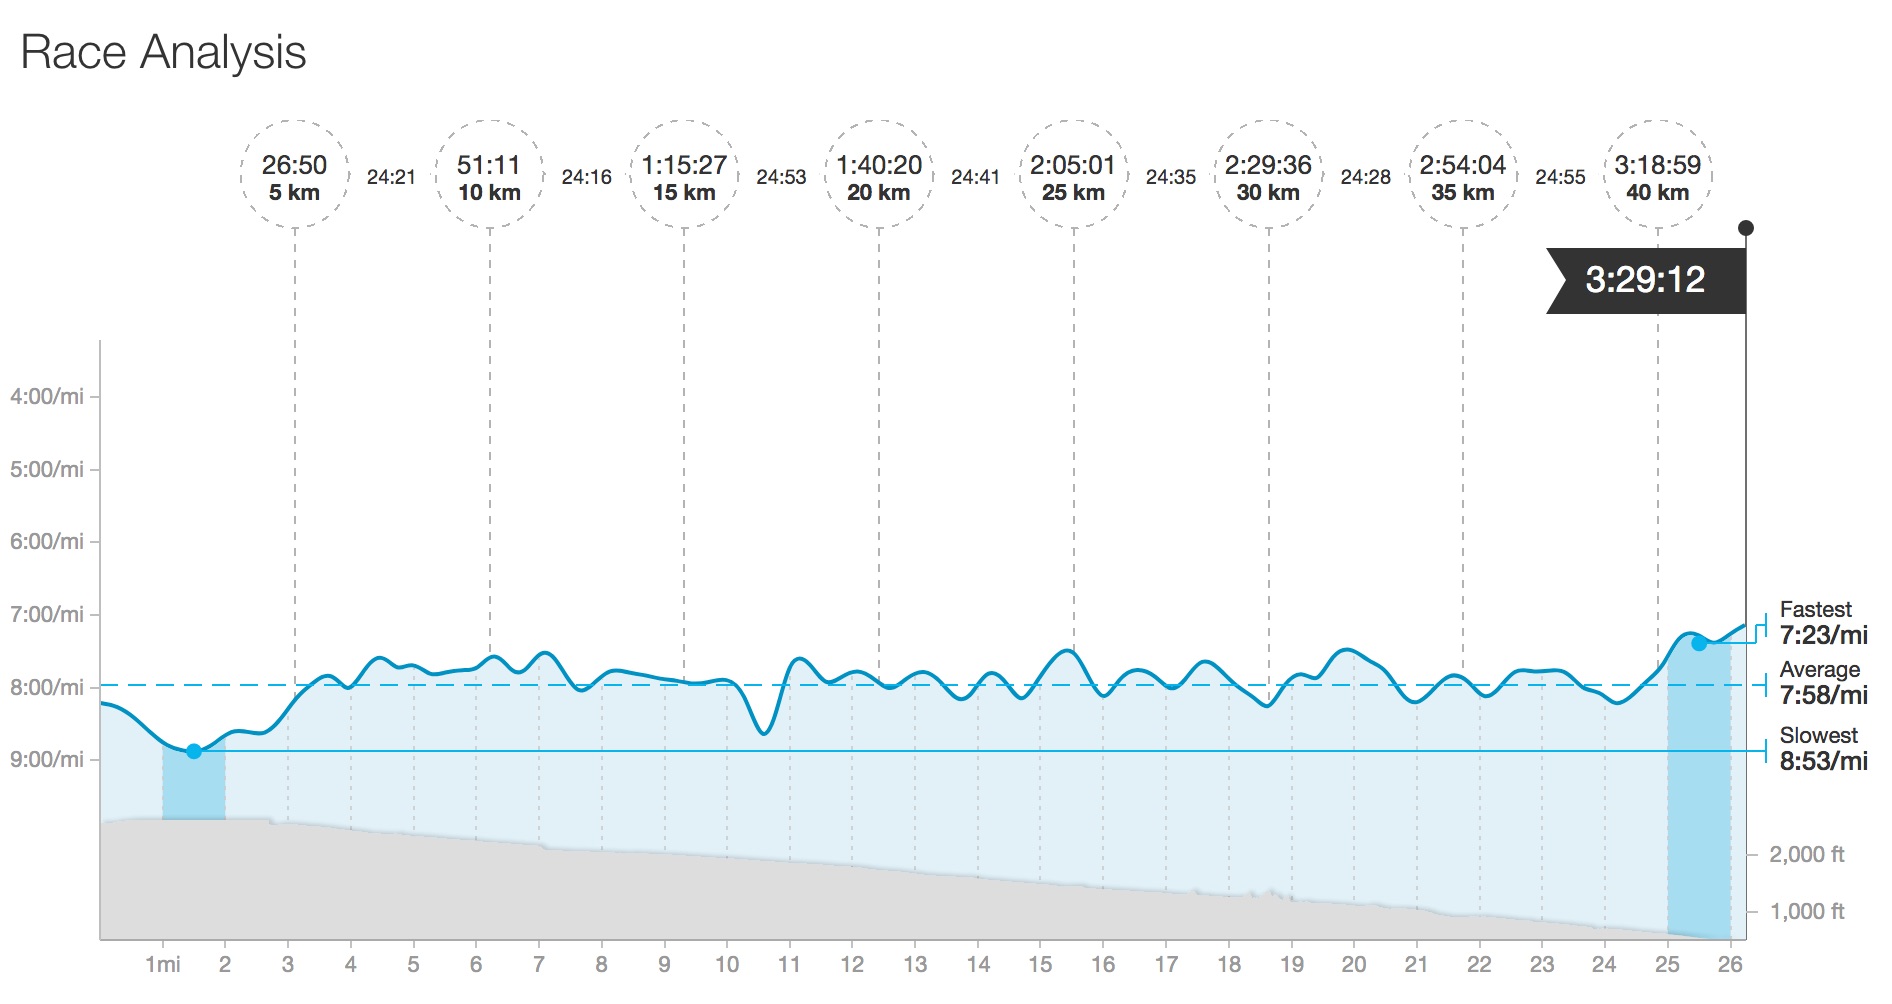 Race Analysis
26:50
5 km
24:21
51:11
10 km
24:16
1:15:27
15 km
24:53
1:40:20
20 km
24:41
2:05:01
25 km
24:35
2:29:36
30 km
24:28
2:54:04
35 km
24:55
3:18:59
40 km
3:29:12
4:00/mi
5:00/mi
6:00/mi
7:00/mi
8:00/mi
9:00/mi
Fastest
7:23/mi
Average
7:58/mi
Slowest
8:53/mi
2,000 ft
1,000 ft
1mi 2 3 4 5 6 7 8 9 10 11 12 13 14 15 16 17 18 19 20 21 22 23 24 25 26